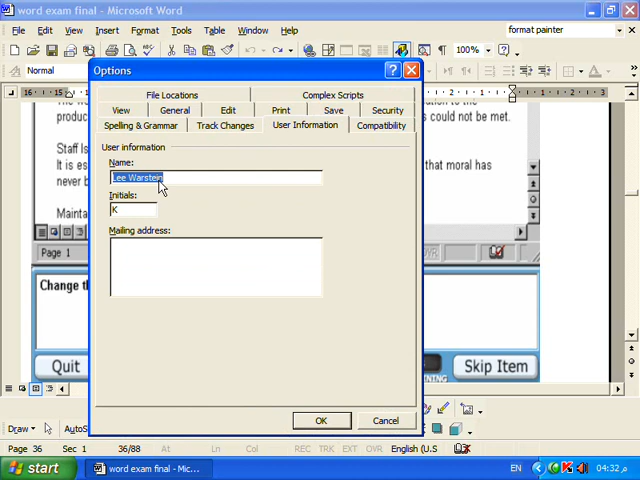 word exam final - Microsoft Word
File Edit View Insert Format Tools Table Window Help
format painter
100%
Normal
Options
File Locations Complex Scripts
View General Edit Print Save Security
Spelling & Grammar Track Changes User Information Compatibility
User information
Name:
Lee Warstein
Initials:
K
Mailing address:
OK Cancel
16 15 3
produc s could not be met.
Staff Is
It is es that moral has
never b
Mainta
Page 1
Change th
Quit Skip Item
Draw AutoS
Page 36 Sec 1 36/88 At Ln Col REC TRK EXT OVR English (U.S
start word exam final - Mic... EN 04:32 م